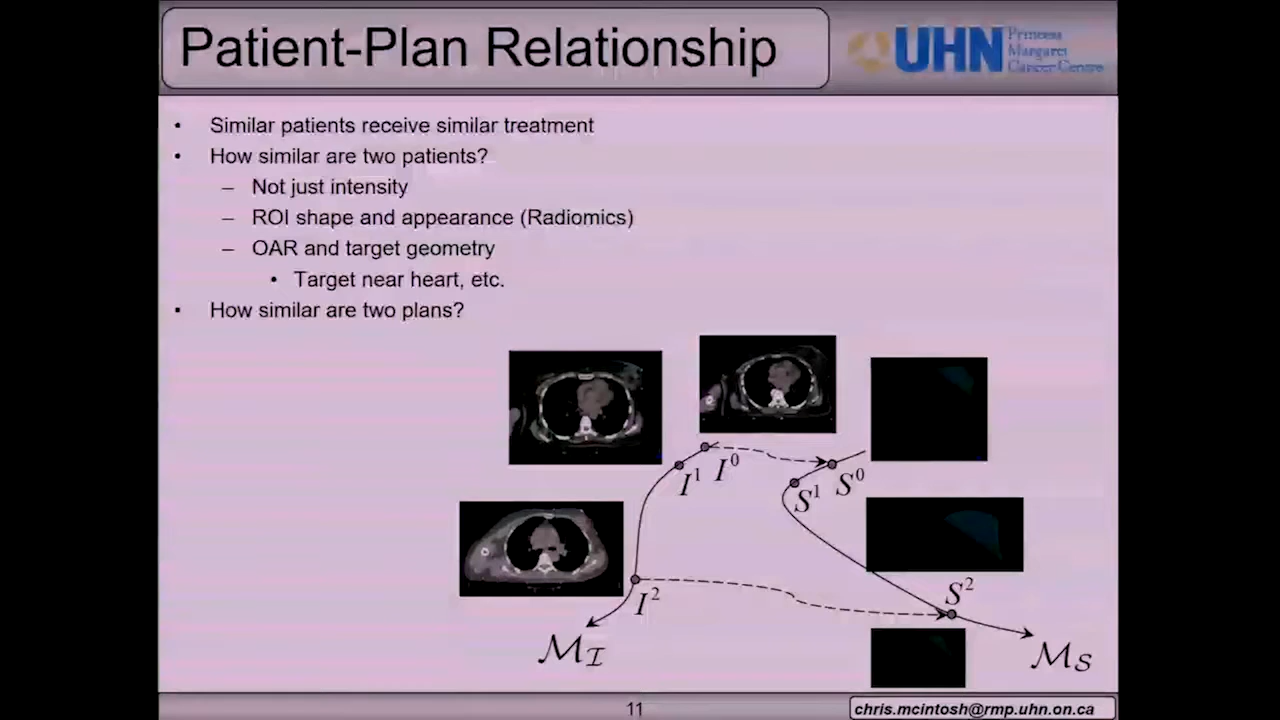 Patient-Plan Relationship
UHN Princess
Margaret
Cancer Centre
• Similar patients receive similar treatment
• How similar are two patients?
– Not just intensity
– ROI shape and appearance (Radiomics)
– OAR and target geometry
• Target near heart, etc.
• How similar are two plans?
I¹ I⁰
S¹ S⁰
I²
S²
ℳ_ℐ
ℳ_𝒮
11
chris.mcintosh@rmp.uhn.on.ca